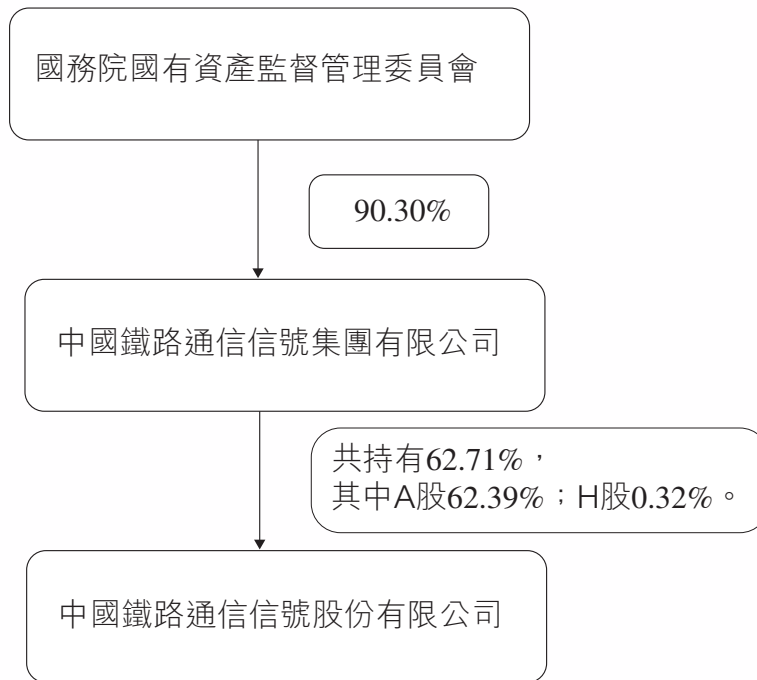 國務院國有資產監督管理委員會
90.30%
中國鐵路通信信號集團有限公司
共持有62.71%，
其中A股62.39%；H股0.32%。
中國鐵路通信信號股份有限公司